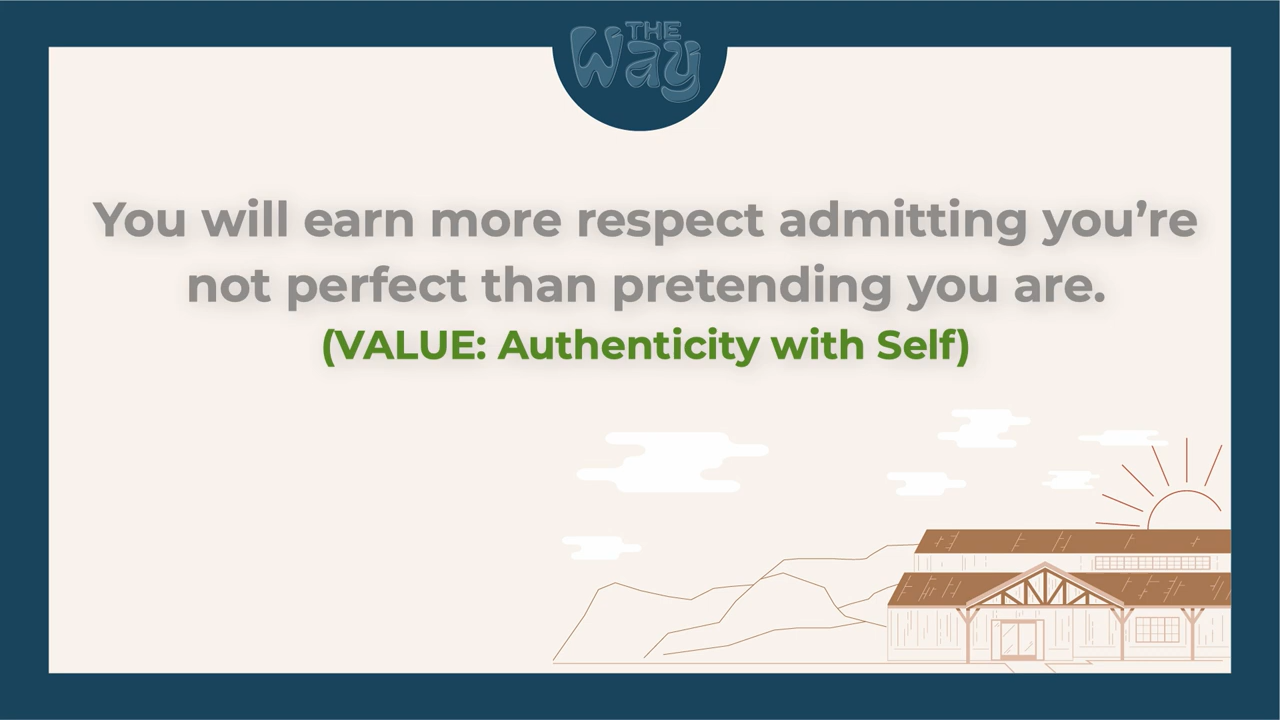 THE
Way
You will earn more respect admitting you’re
not perfect than pretending you are.
(VALUE: Authenticity with Self)